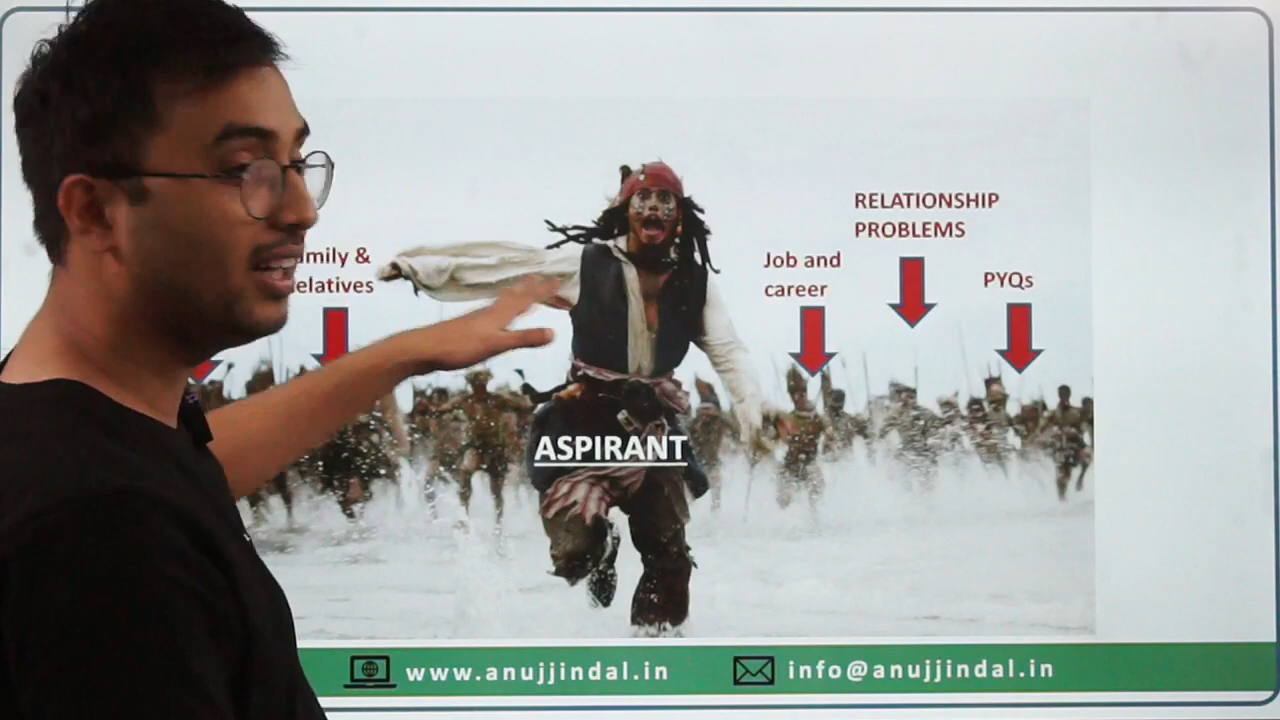 RELATIONSHIP
PROBLEMS
amily &
elatives
Job and
career
PYQs
ASPIRANT
www.anujjindal.in
info@anujjindal.in